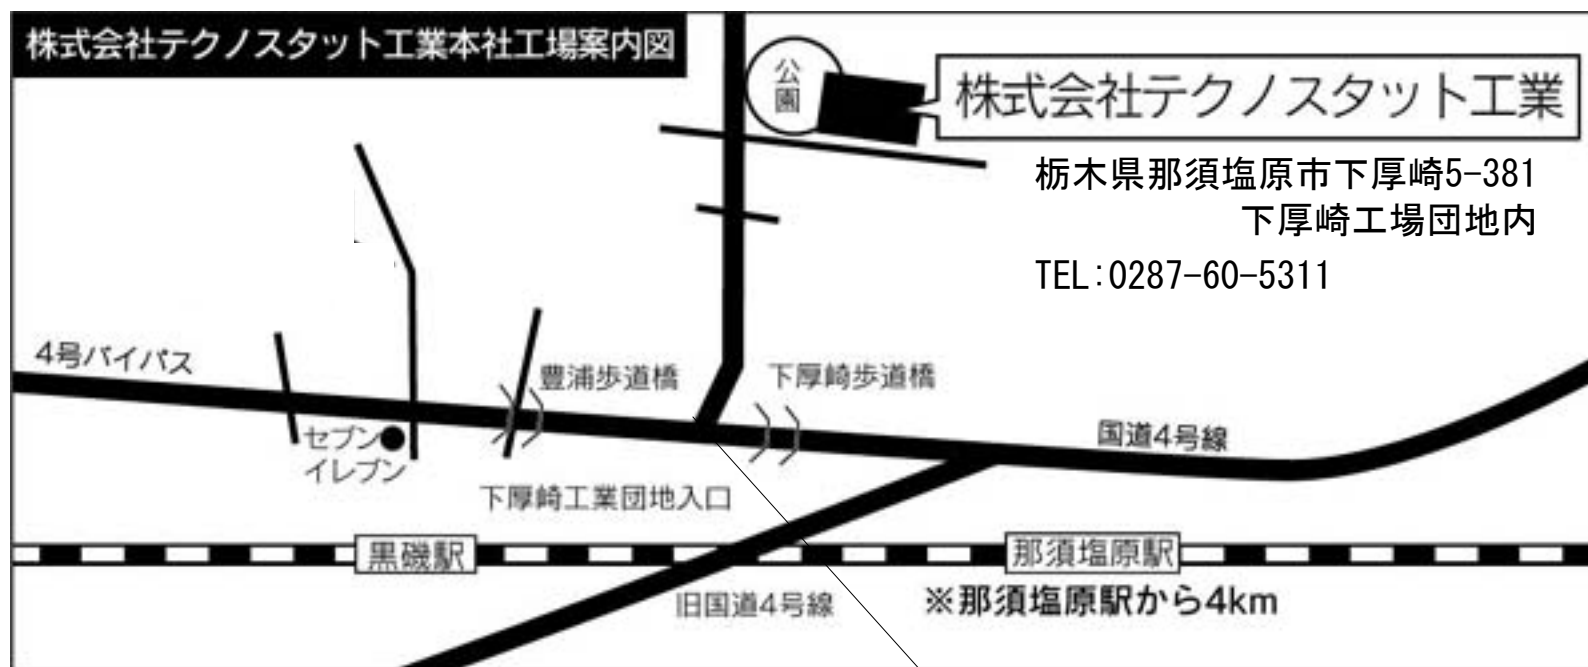 株式会社テクノスタット工業本社工場案内図
公園
株式会社テクノスタット工業
栃木県那須塩原市下厚崎5-381
下厚崎工場団地内
TEL:0287-60-5311
4号バイパス
豊浦歩道橋
下厚崎歩道橋
セブン
イレブン
国道4号線
下厚崎工業団地入口
黒磯駅
那須塩原駅
旧国道4号線
※那須塩原駅から4km